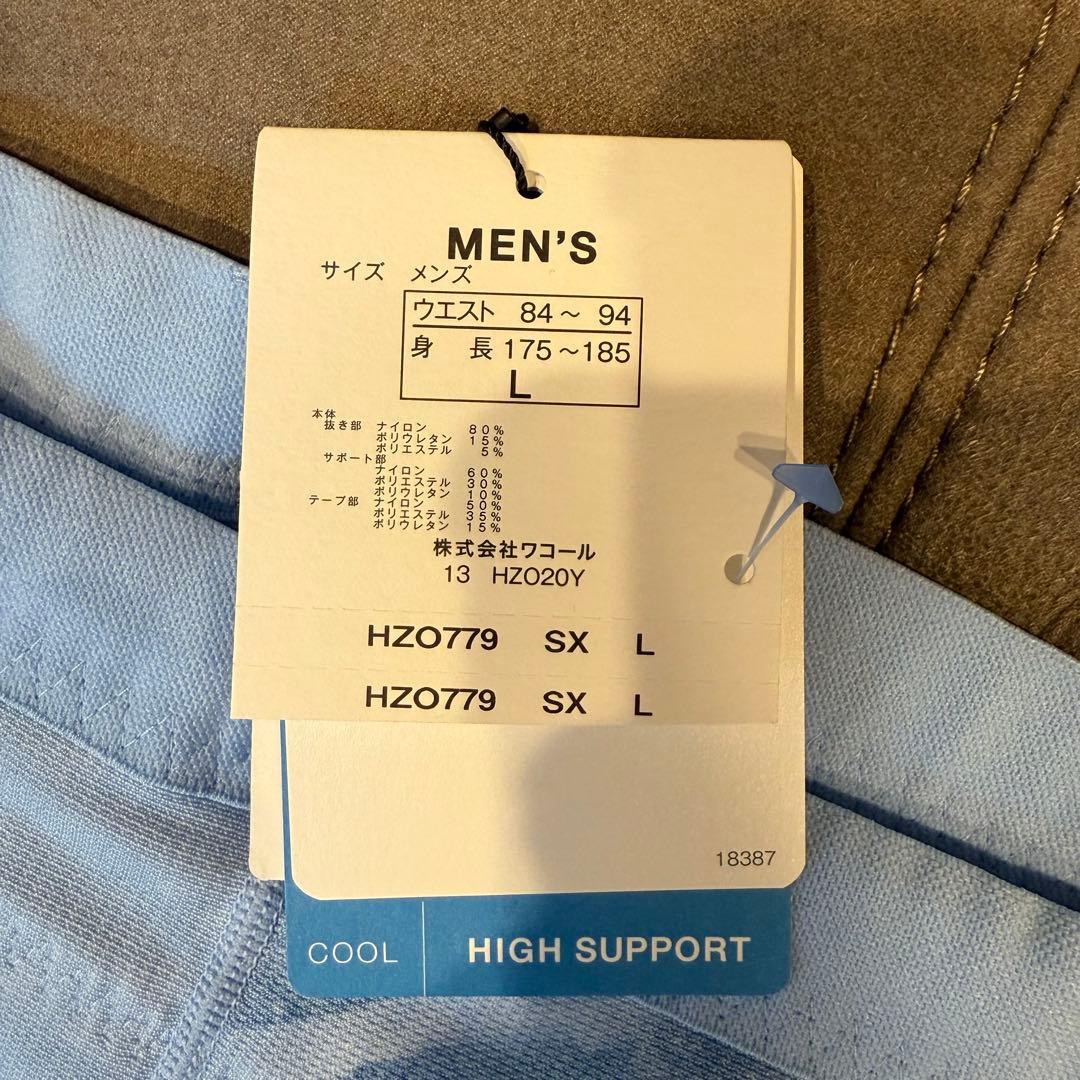 MEN'S
サイズ メンズ
ウエスト 84～94
身 長 175～185
L
本体
抜き部 ナイロン 80%
ポリウレタン 15%
ポリエステル 5%
サポート部
ナイロン 60%
ポリエステル 30%
ポリウレタン 10%
テープ部 ナイロン 50%
ポリエステル 35%
ポリウレタン 15%
株式会社ワコール
13 HZO20Y
HZO779 SX L
HZO779 SX L
18387
COOL HIGH SUPPORT